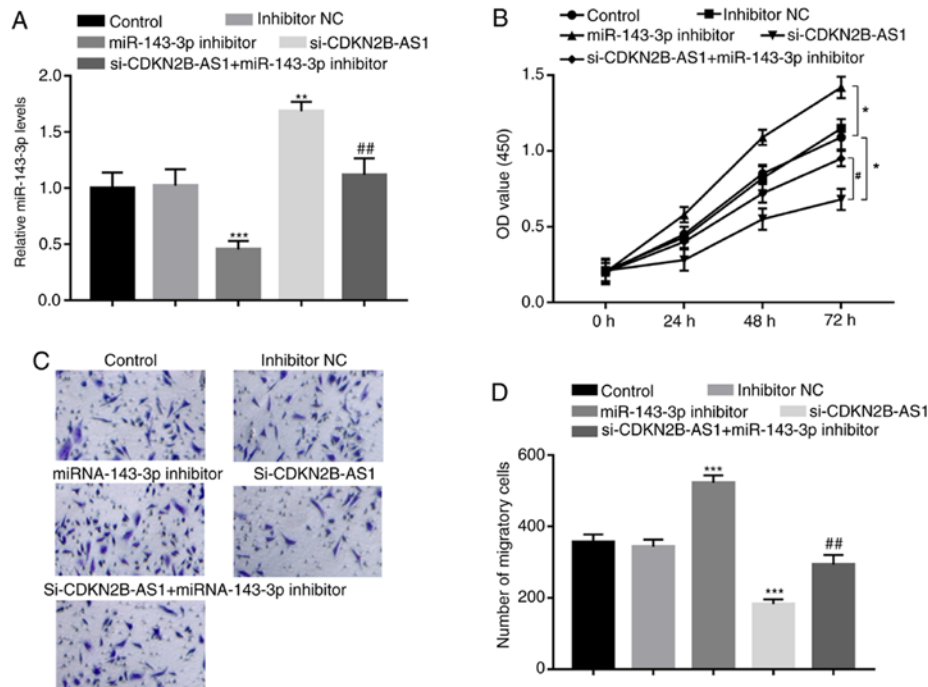 A
Control
Inhibitor NC
miR-143-3p inhibitor
si-CDKN2B-AS1
si-CDKN2B-AS1+miR-143-3p inhibitor
Relative miR-143-3p levels
2.0
1.5
1.0
0.5
0.0
***
**
##
B
Control
Inhibitor NC
miR-143-3p inhibitor
si-CDKN2B-AS1
si-CDKN2B-AS1+miR-143-3p inhibitor
OD value (450)
1.5
1.0
0.5
0.0
0 h
24 h
48 h
72 h
*
#
*
C
Control
Inhibitor NC
miRNA-143-3p inhibitor
Si-CDKN2B-AS1
Si-CDKN2B-AS1+miRNA-143-3p inhibitor
D
Control
Inhibitor NC
miR-143-3p inhibitor
si-CDKN2B-AS1
si-CDKN2B-AS1+miR-143-3p inhibitor
Number of migratory cells
600
400
200
0
***
***
##